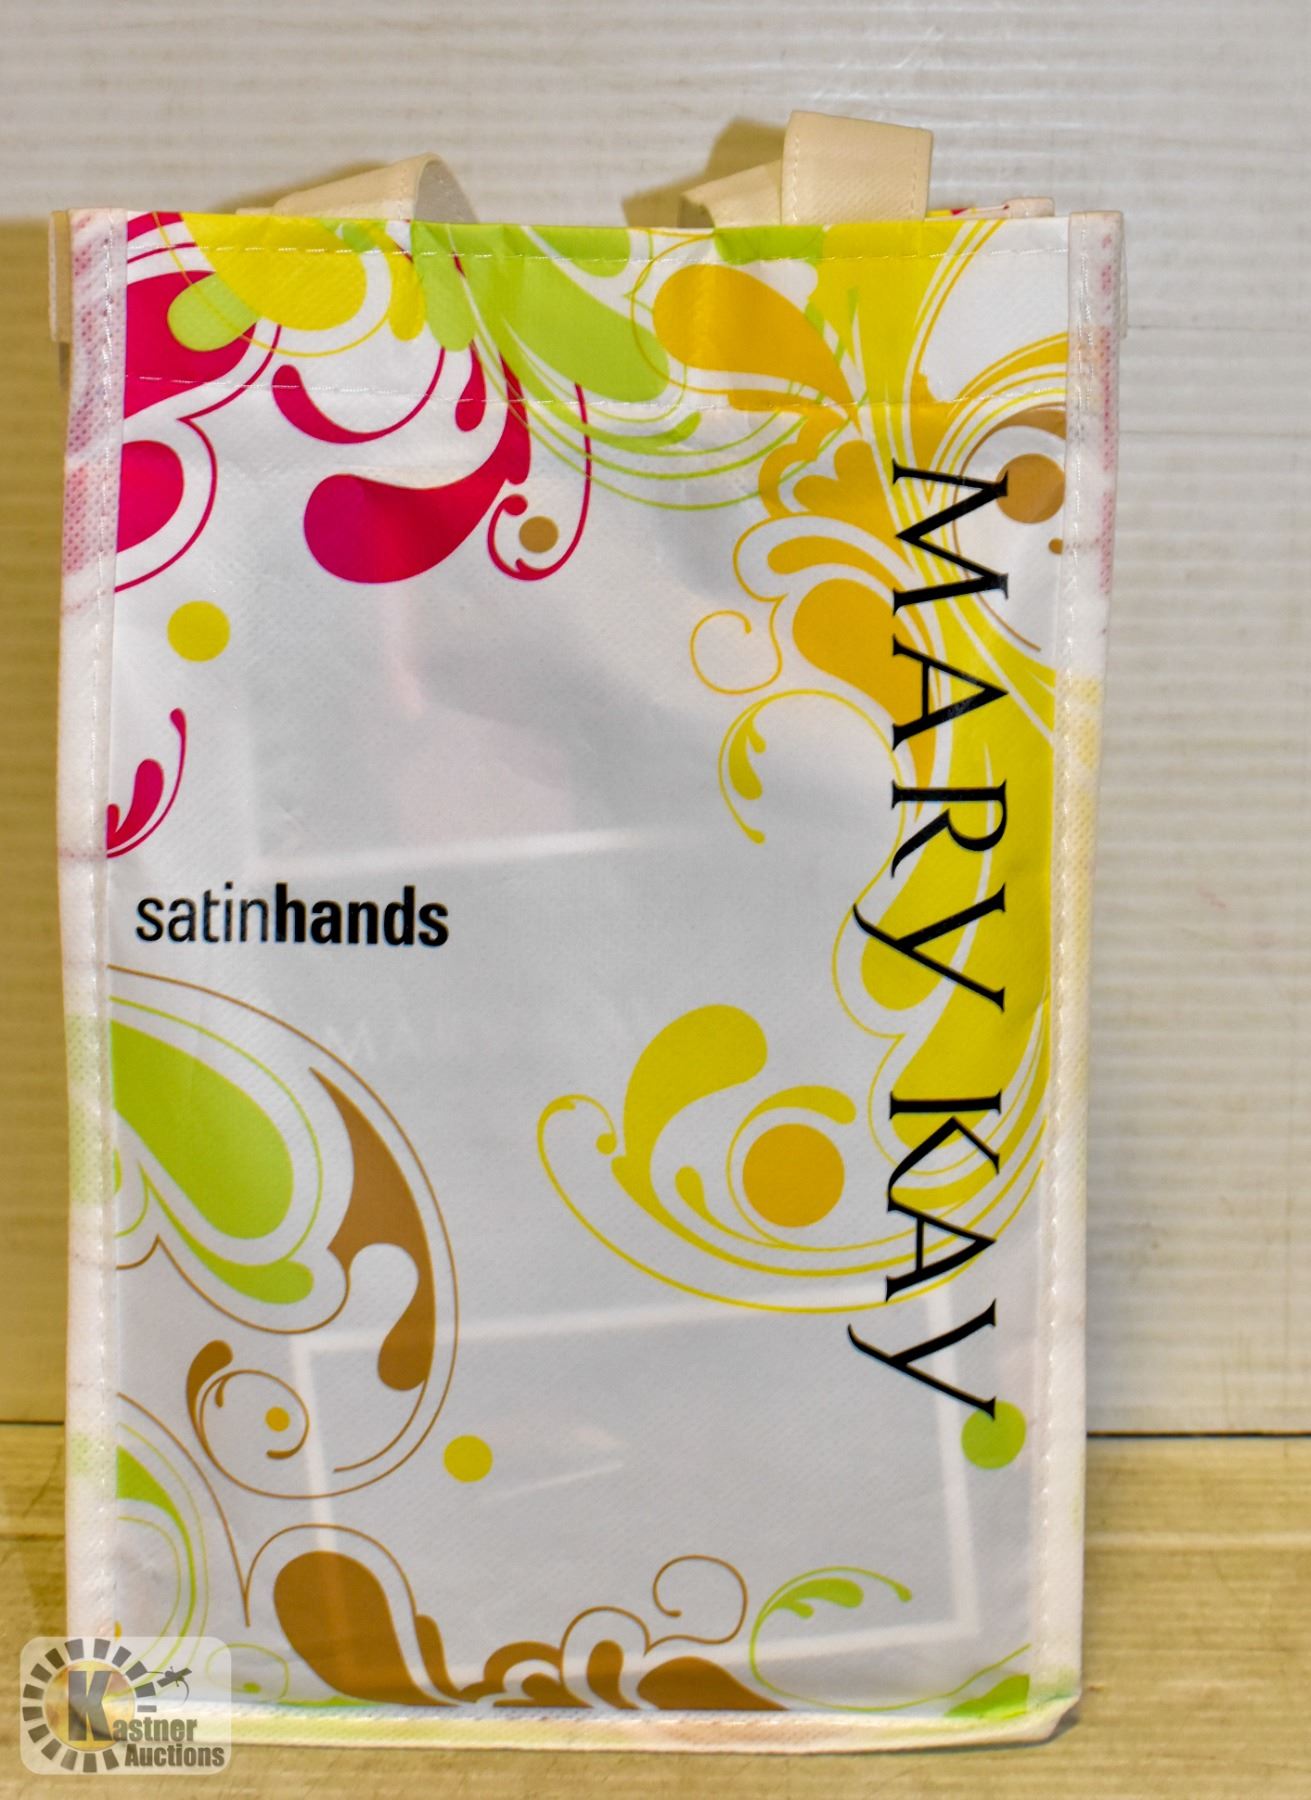 MARY KAY
satinhands
Kastner
Auctions